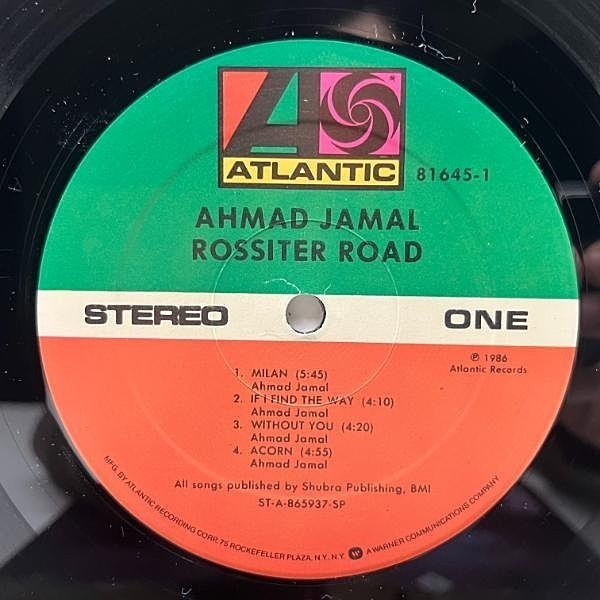 ATLANTIC
81645-1
AHMAD JAMAL
ROSSITER ROAD
STEREO
ONE
℗ 1986
Atlantic Records
1. MILAN (5:45)
Ahmad Jamal
2. IF I FIND THE WAY (4:10)
Ahmad Jamal
3. WITHOUT YOU (4:20)
Ahmad Jamal
4. ACORN (4:55)
Ahmad Jamal
All songs published by Shubra Publishing, BMI
ST-A-865937-SP
MFG. BY ATLANTIC RECORDING CORP. 75 ROCKEFELLER PLAZA, N.Y. N.Y. A WARNER COMMUNICATIONS COMPANY